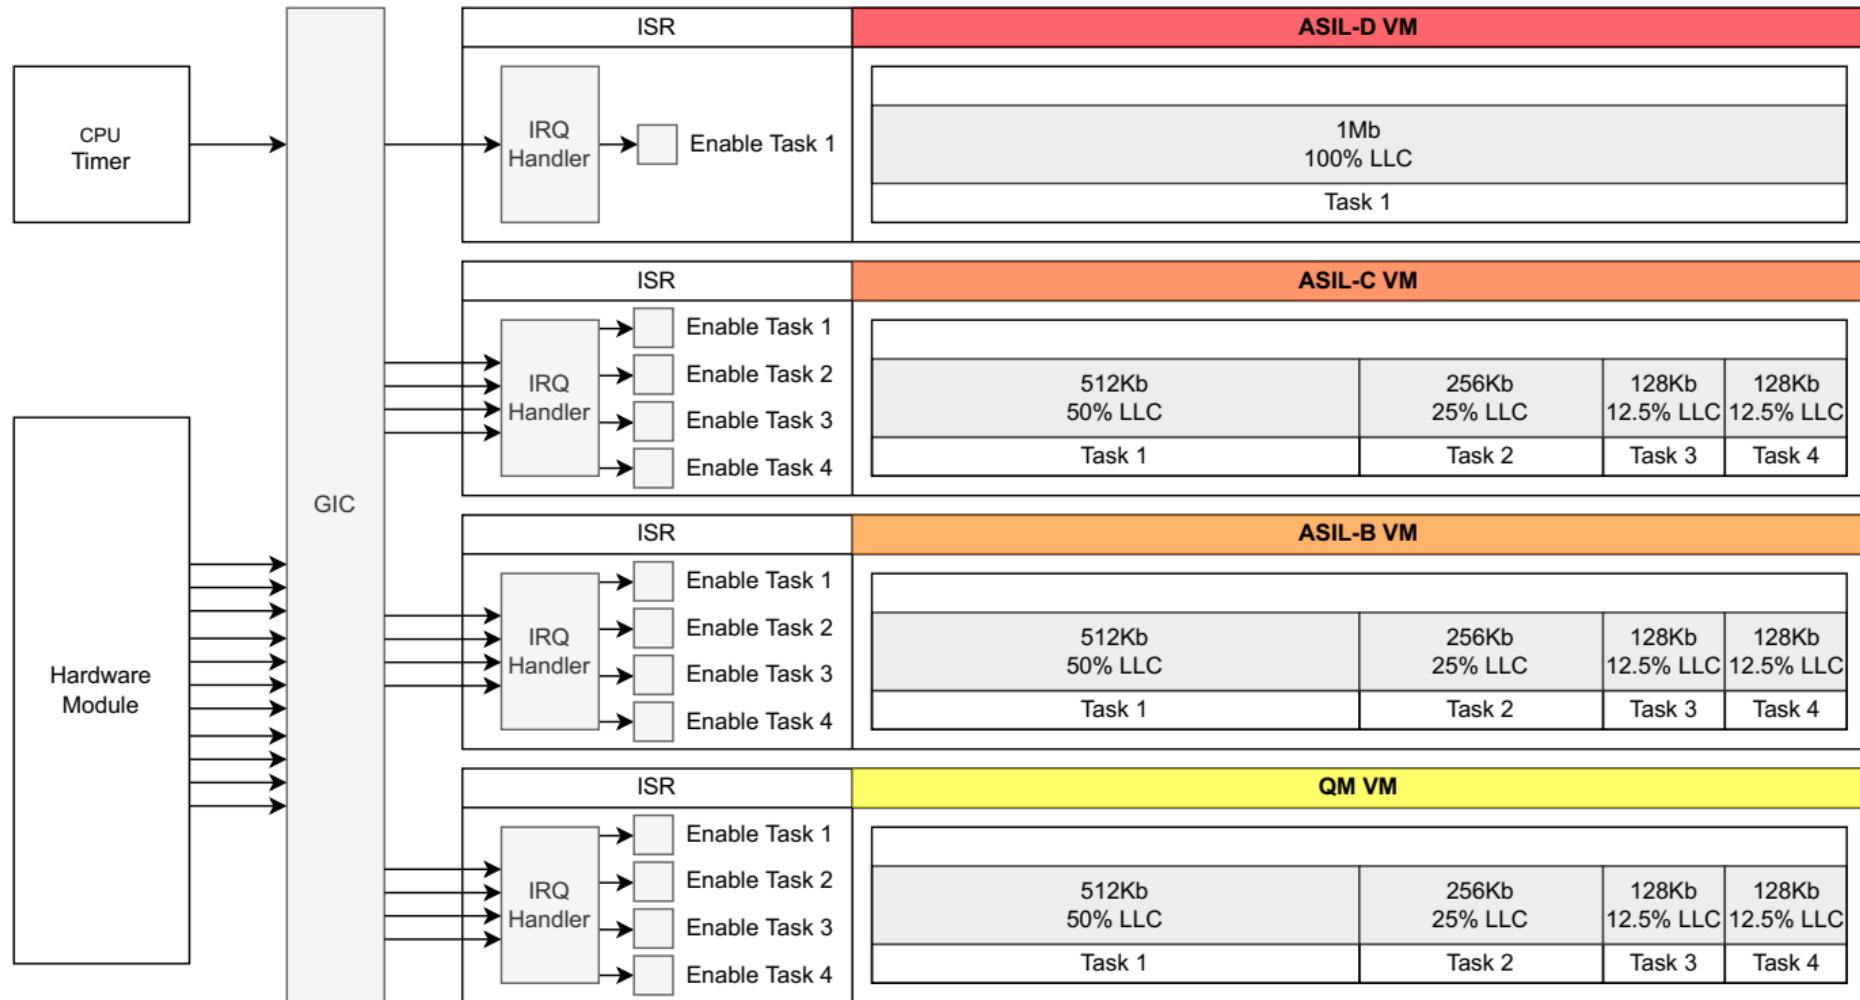 CPU
Timer
Hardware
Module
GIC
ISR
ASIL-D VM
IRQ
Handler
Enable Task 1
1Mb
100% LLC
Task 1
ISR
ASIL-C VM
IRQ
Handler
Enable Task 1
Enable Task 2
Enable Task 3
Enable Task 4
512Kb
50% LLC
Task 1
256Kb
25% LLC
Task 2
128Kb
12.5% LLC
Task 3
128Kb
12.5% LLC
Task 4
ISR
ASIL-B VM
IRQ
Handler
Enable Task 1
Enable Task 2
Enable Task 3
Enable Task 4
512Kb
50% LLC
Task 1
256Kb
25% LLC
Task 2
128Kb
12.5% LLC
Task 3
128Kb
12.5% LLC
Task 4
ISR
QM VM
IRQ
Handler
Enable Task 1
Enable Task 2
Enable Task 3
Enable Task 4
512Kb
50% LLC
Task 1
256Kb
25% LLC
Task 2
128Kb
12.5% LLC
Task 3
128Kb
12.5% LLC
Task 4